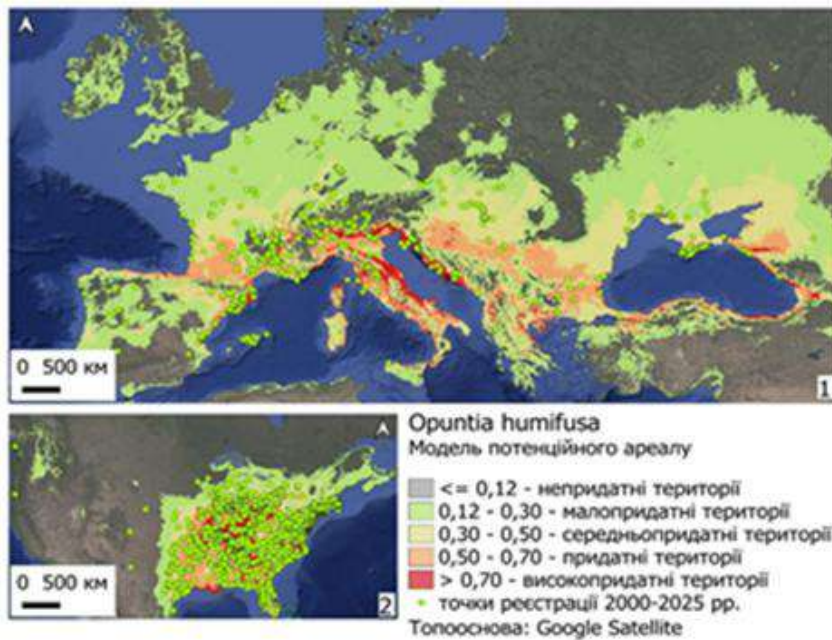 0 500 км
1
0 500 км
2
Opuntia humifusa
Модель потенційного ареалу
<= 0,12 - непридатні території
0,12 - 0,30 - малопридатні території
0,30 - 0,50 - середньопридатні території
0,50 - 0,70 - придатні території
> 0,70 - високопридатні території
точки реєстрації 2000-2025 рр.
Топооснова: Google Satellite